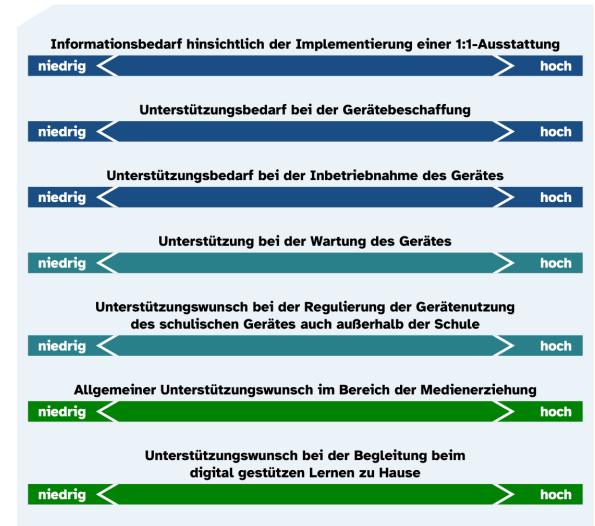 Informationsbedarf hinsichtlich der Implementierung einer 1:1-Ausstattung
niedrig hoch
Unterstützungsbedarf bei der Gerätebeschaffung
niedrig hoch
Unterstützungsbedarf bei der Inbetriebnahme des Gerätes
niedrig hoch
Unterstützung bei der Wartung des Gerätes
niedrig hoch
Unterstützungswunsch bei der Regulierung der Gerätenutzung
des schulischen Gerätes auch außerhalb der Schule
niedrig hoch
Allgemeiner Unterstützungswunsch im Bereich der Medienerziehung
niedrig hoch
Unterstützungswunsch bei der Begleitung beim
digital gestützen Lernen zu Hause
niedrig hoch